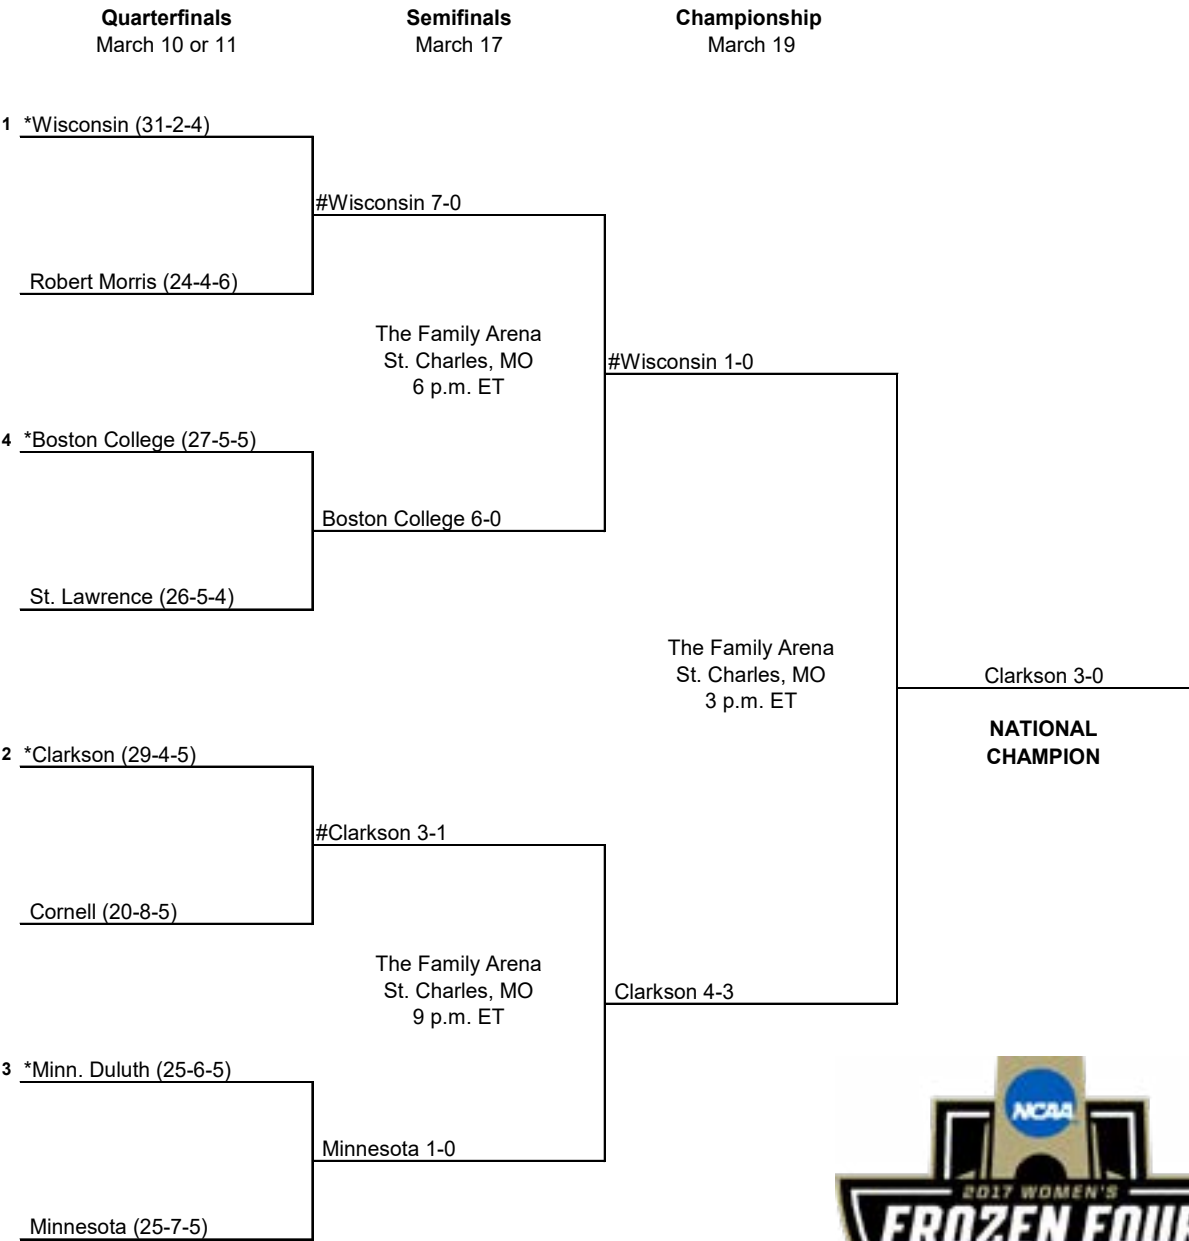 Quarterfinals
March 10 or 11
Semifinals
March 17
Championship
March 19
1 *Wisconsin (31-2-4)
#Wisconsin 7-0
Robert Morris (24-4-6)
The Family Arena
St. Charles, MO
6 p.m. ET
#Wisconsin 1-0
4 *Boston College (27-5-5)
Boston College 6-0
St. Lawrence (26-5-4)
The Family Arena
St. Charles, MO
3 p.m. ET
Clarkson 3-0
NATIONAL
CHAMPION
2 *Clarkson (29-4-5)
#Clarkson 3-1
Cornell (20-8-5)
The Family Arena
St. Charles, MO
9 p.m. ET
Clarkson 4-3
3 *Minn. Duluth (25-6-5)
Minnesota 1-0
Minnesota (25-7-5)
NCAA
2017 WOMEN'S
FROZEN FOUR